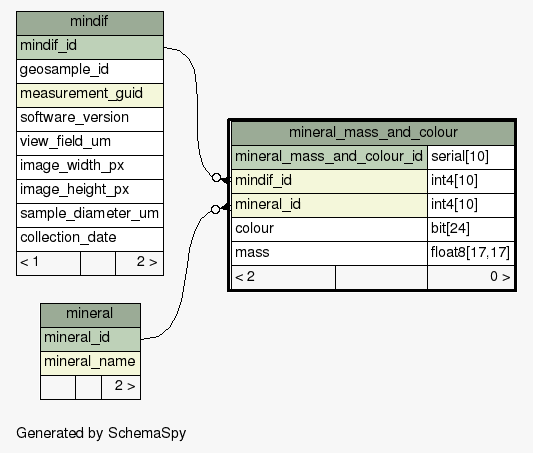 mindif
mindif_id
geosample_id
measurement_guid
software_version
view_field_um
image_width_px
image_height_px
sample_diameter_um
collection_date
< 1 2 >
mineral_mass_and_colour
mineral_mass_and_colour_id serial[10]
mindif_id int4[10]
mineral_id int4[10]
colour bit[24]
mass float8[17,17]
< 2 0 >
mineral
mineral_id
mineral_name
2 >
Generated by SchemaSpy